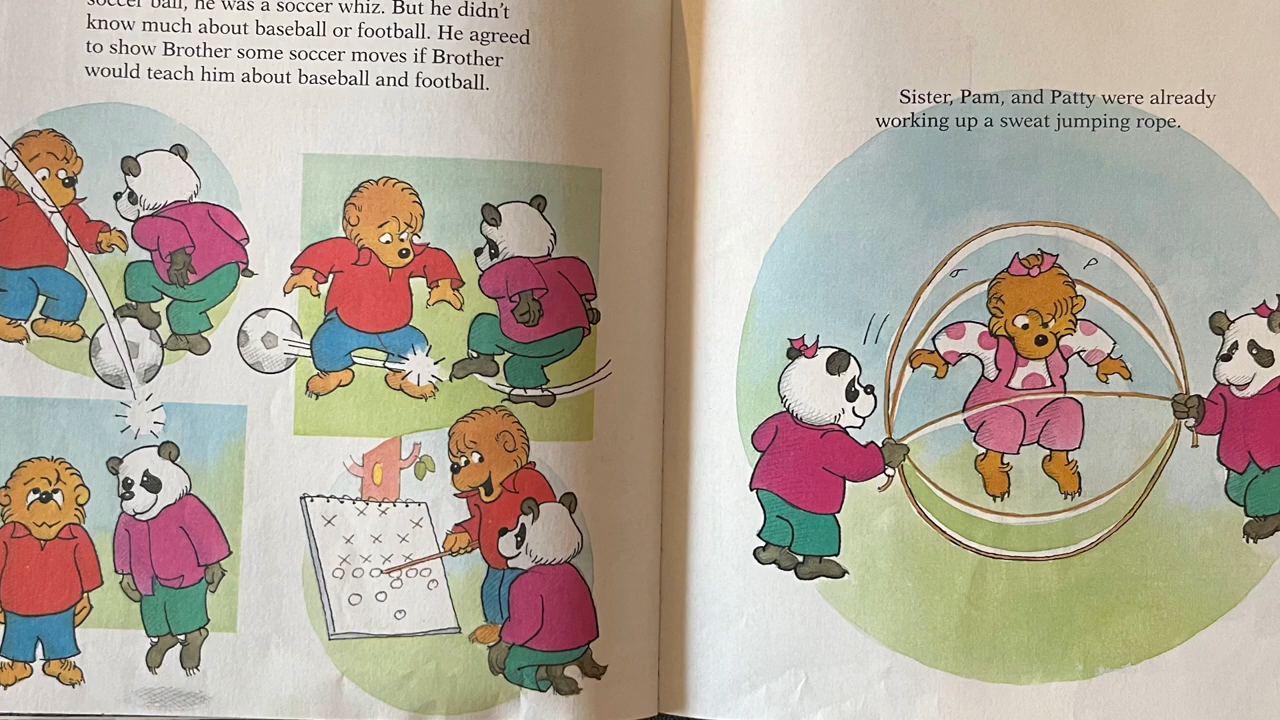 soccer ball, he was a soccer whiz. But he didn't
know much about baseball or football. He agreed
to show Brother some soccer moves if Brother
would teach him about baseball and football.
Sister, Pam, and Patty were already
working up a sweat jumping rope.